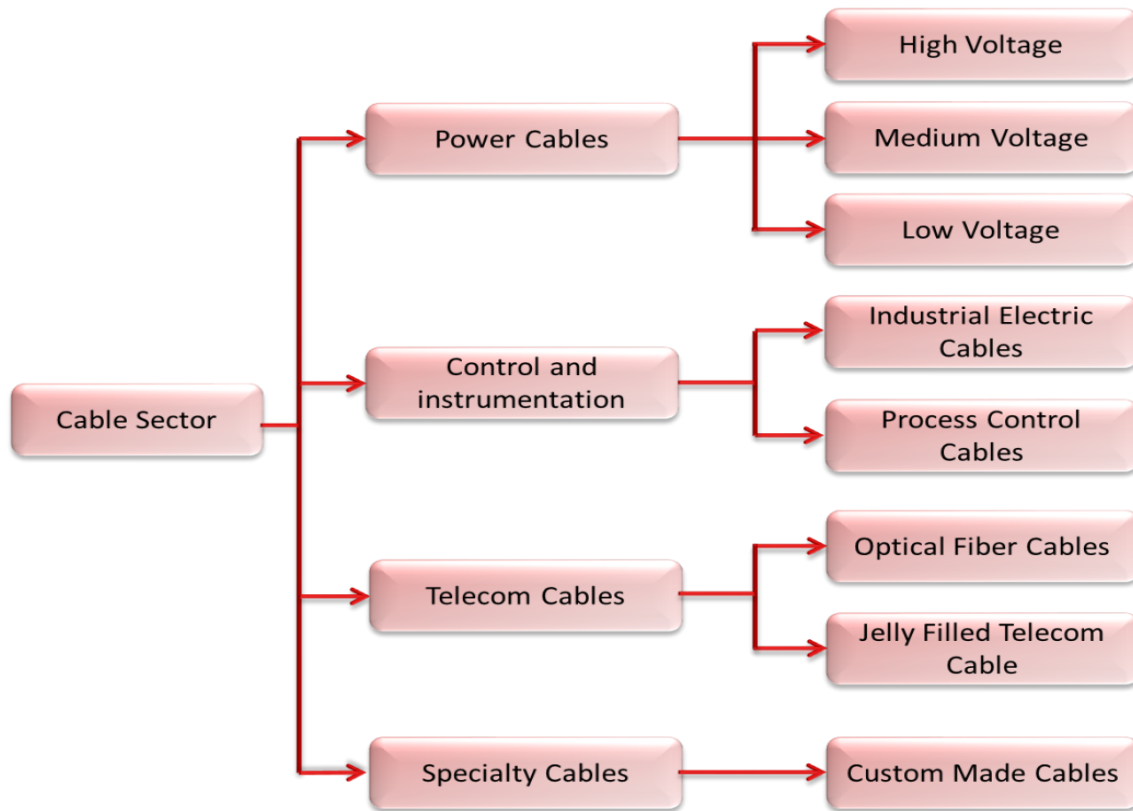 Cable Sector
Power Cables
High Voltage
Medium Voltage
Low Voltage
Control and
instrumentation
Industrial Electric
Cables
Process Control
Cables
Telecom Cables
Optical Fiber Cables
Jelly Filled Telecom
Cable
Specialty Cables
Custom Made Cables